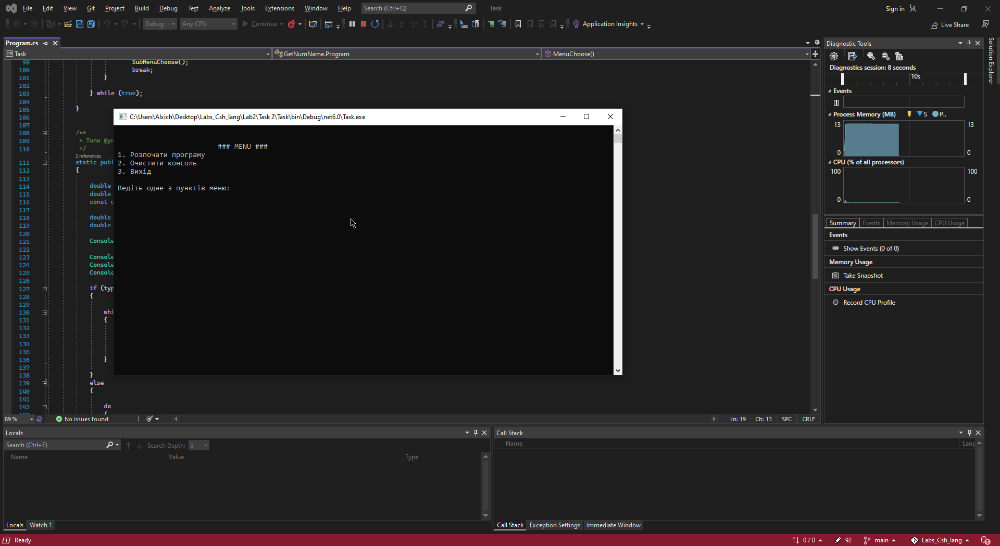 File Edit View Git Project Build Debug Test Analyze Tools Extensions Window Help Search (Ctrl+Q) Task Sign in
Debug Any CPU Continue Application Insights Live Share
Program.cs
Task GetNumName.Program MenuChoose()
99 SubMenuChoose();
100 break;
101 }
102
103 } while (true);
104
105 }
106
107
108 /**
109 * Типи фун
110 */
2 references
111 static publ
112 {
113
114 double
115 double
116 const d
117
118 double
119 double
120
121 Console
122
123 Console
124 Console
125 Console
126
127 if (typ
128 {
129
130 whi
131 {
132
133
134
135
136 }
137
138 }
139 else
140 {
141
142 do
{
C:\Users\Alxich\Desktop\Labs_Csh_lang\Lab2\Task 2\Task\bin\Debug\net6.0\Task.exe
### MENU ###
1. Розпочати програму
2. Очистити консоль
3. Вихід
Ведіть одне з пунктів меню:
89 % No issues found Ln: 19 Ch: 13 SPC CRLF
Diagnostic Tools
Diagnostics session: 8 seconds
10s
Events
Process Memory (MB) S P..
13 13
0 0
CPU (% of all processors)
100 100
0 0
Summary Events Memory Usage CPU Usage
Events
Show Events (0 of 0)
Memory Usage
Take Snapshot
CPU Usage
Record CPU Profile
Solution Explorer
Locals
Search (Ctrl+E) Search Depth: 3
Name Value Type
Locals Watch 1
Call Stack
Name Lang
Call Stack Exception Settings Immediate Window
Ready 0 / 0 92 main Labs_Csh_lang 1